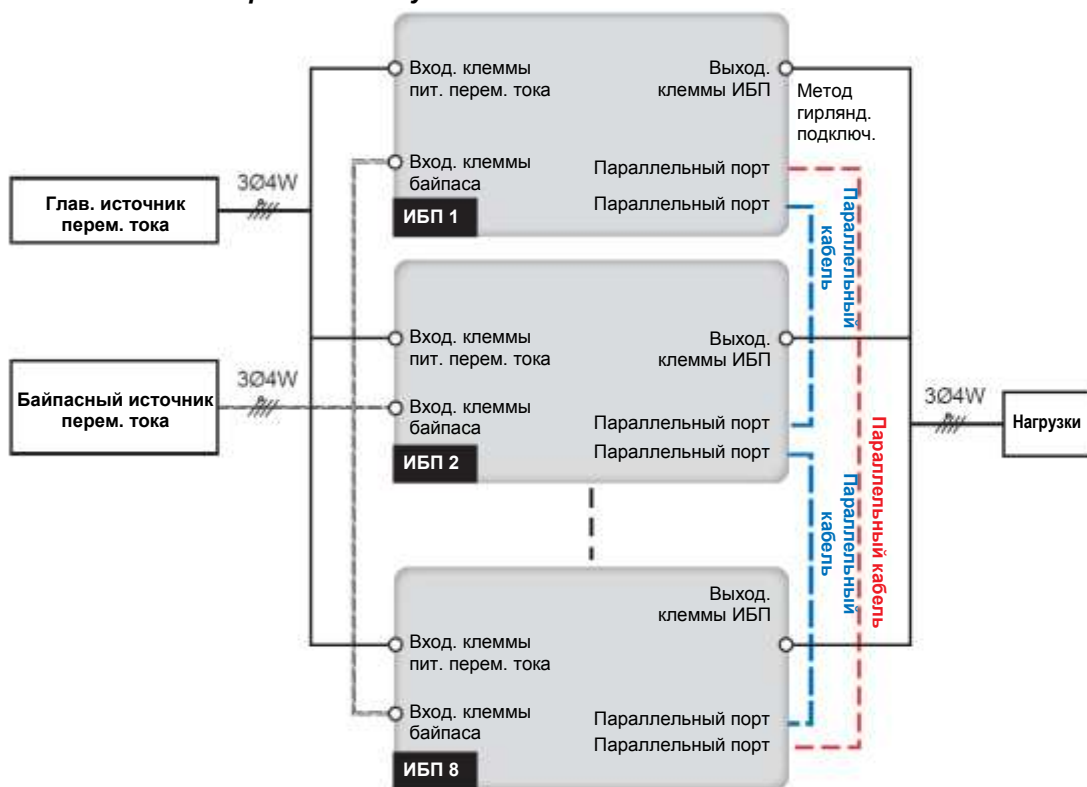 Вход. клеммы
пит. перем. тока
Выход.
клеммы ИБП
Метод
гирлянд.
подключ.
Вход. клеммы
байпаса
Параллельный порт
Параллельный порт
ИБП 1
3Ø4W
Глав. источник
перем. тока
Параллельный
кабель
Вход. клеммы
пит. перем. тока
Выход.
клеммы ИБП
3Ø4W
Байпасный источник
перем. тока
Вход. клеммы
байпаса
Параллельный порт
Параллельный порт
ИБП 2
3Ø4W
Нагрузки
Параллельный
кабель
Параллельный кабель
Выход.
клеммы ИБП
Вход. клеммы
пит. перем. тока
Вход. клеммы
байпаса
Параллельный порт
Параллельный порт
ИБП 8